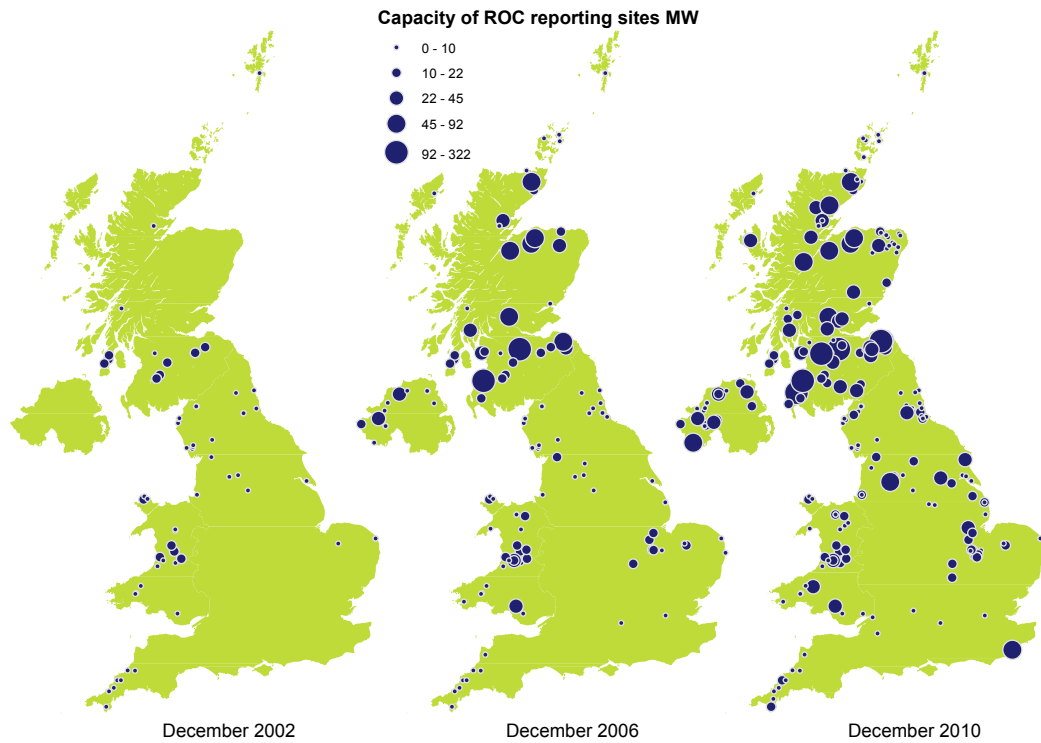 Capacity of ROC reporting sites MW
0 - 10
10 - 22
22 - 45
45 - 92
92 - 322
December 2002
December 2006
December 2010